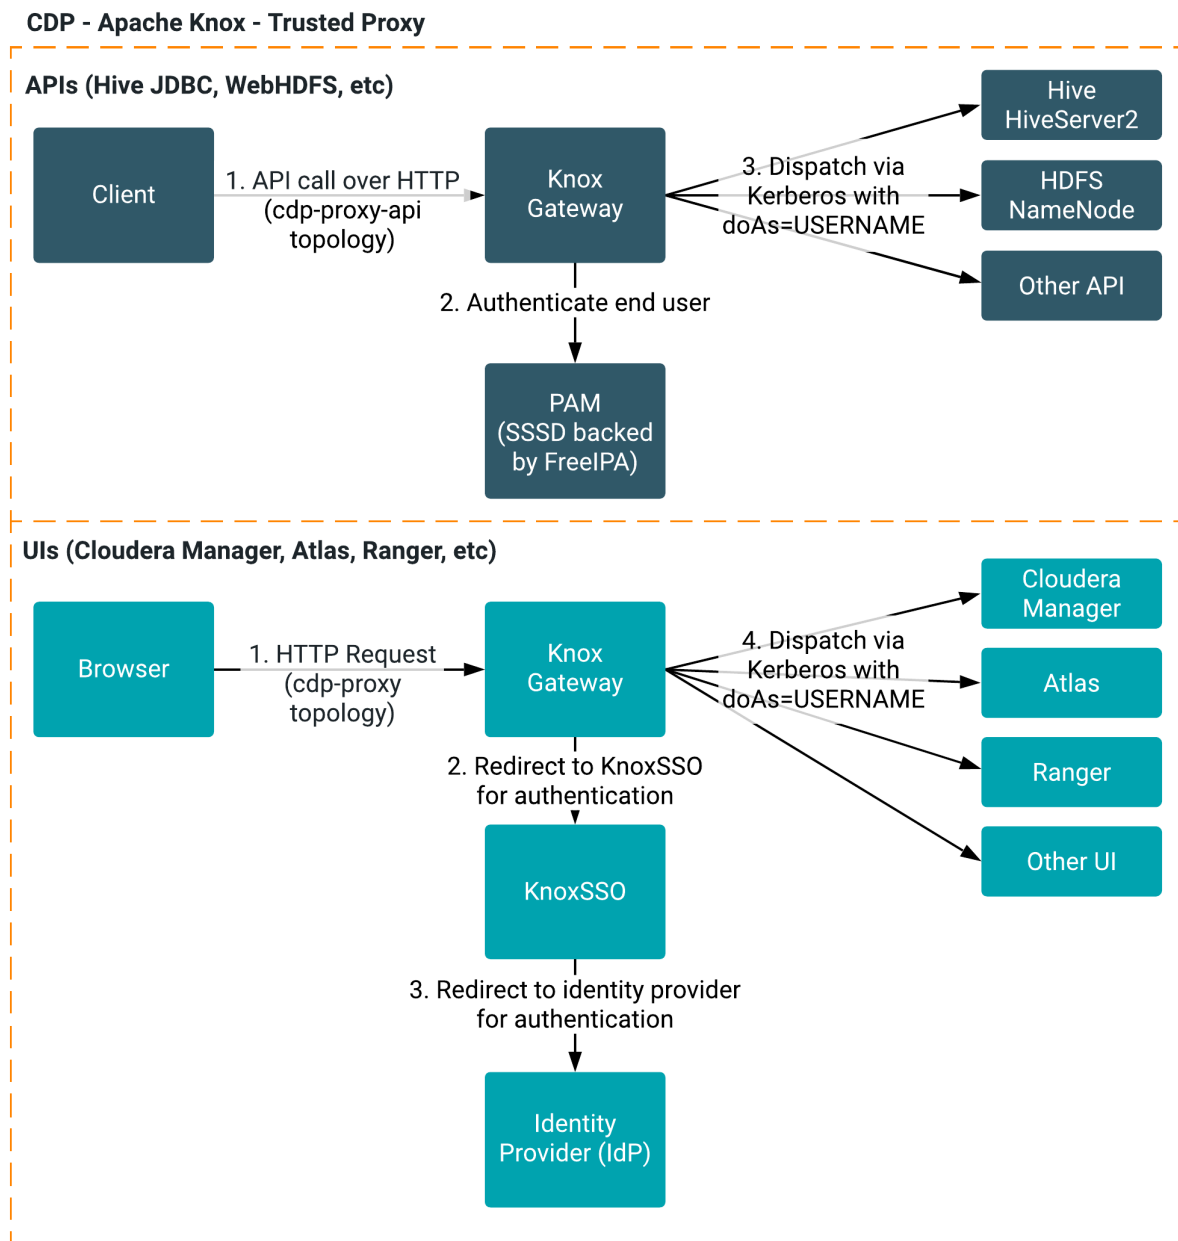 CDP - Apache Knox - Trusted Proxy
APIs (Hive JDBC, WebHDFS, etc)
Client
1. API call over HTTP
(cdp-proxy-api
topology)
Knox
Gateway
3. Dispatch via
Kerberos with
doAs=USERNAME
Hive
HiveServer2
HDFS
NameNode
Other API
2. Authenticate end user
PAM
(SSSD backed
by FreeIPA)
UIs (Cloudera Manager, Atlas, Ranger, etc)
Browser
1. HTTP Request
(cdp-proxy
topology)
Knox
Gateway
4. Dispatch via
Kerberos with
doAs=USERNAME
Cloudera
Manager
Atlas
Ranger
Other UI
2. Redirect to KnoxSSO
for authentication
KnoxSSO
3. Redirect to identity provider
for authentication
Identity
Provider (IdP)